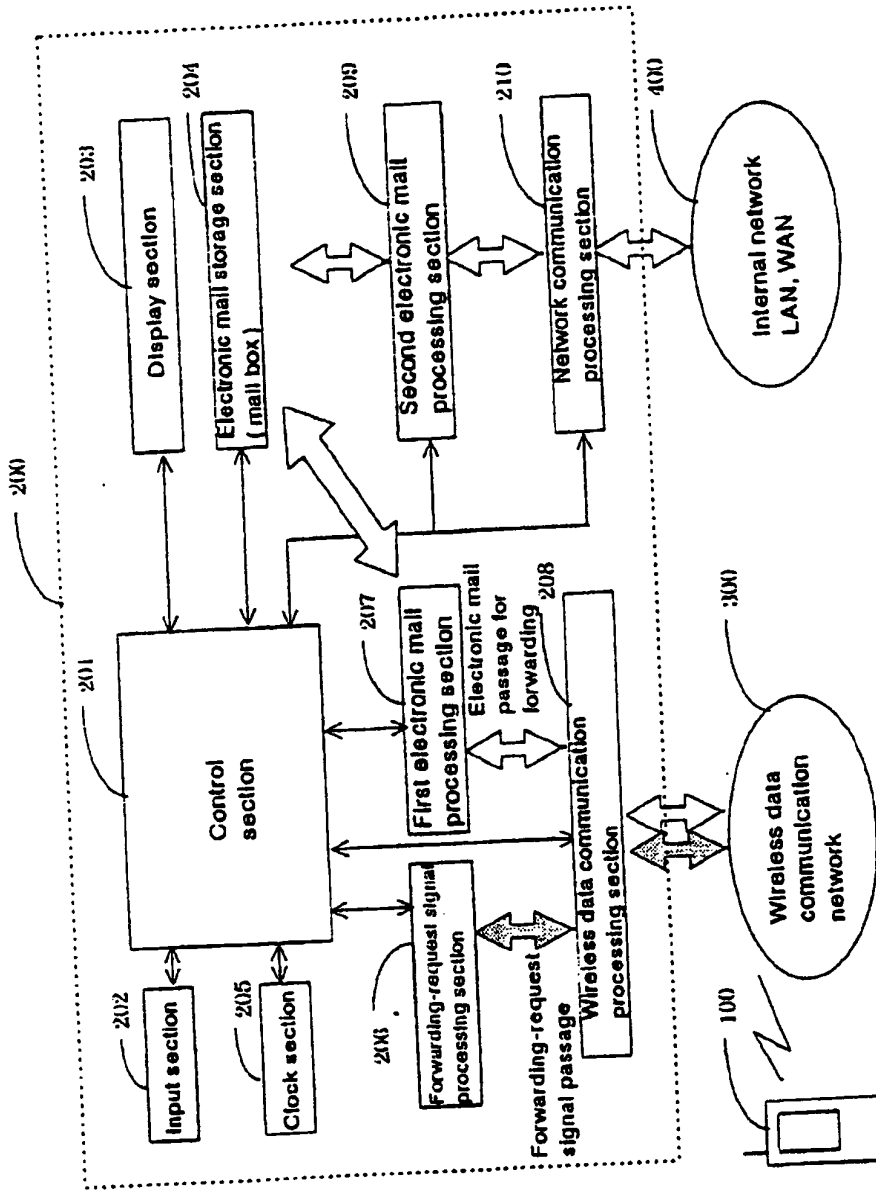 200
201
Control
section
202
Input section
205
Clock section
203
Display section
204
Electronic mail storage section
( mail box )
206
Forwarding-request signal
processing section
207
First electronic mail
processing section
Electronic mail
passage for
forwarding
208
Wireless data communication
processing section
Forwarding-request
signal passage
209
Second electronic mail
processing section
210
Network communication
processing section
400
Internal network
LAN, WAN
300
Wireless data
communication
network
100